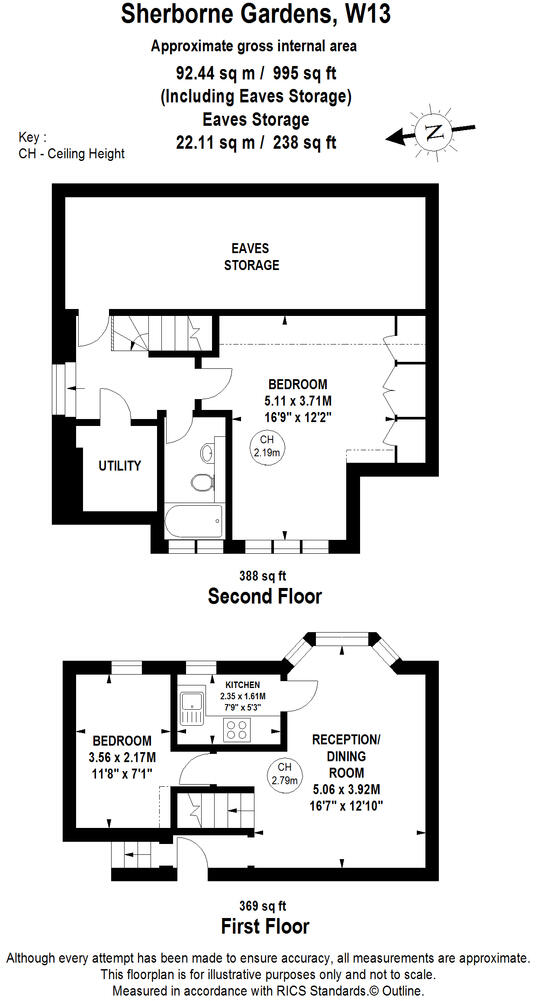 Sherborne Gardens, W13
Approximate gross internal area
92.44 sq m / 995 sq ft
(Including Eaves Storage)
Eaves Storage
22.11 sq m / 238 sq ft
Key :
CH - Ceiling Height
N
EAVES
STORAGE
BEDROOM
5.11 x 3.71M
16'9" x 12'2"
CH
2.19m
UTILITY
388 sq ft
Second Floor
KITCHEN
2.35 x 1.61M
7'9" x 5'3"
BEDROOM
3.56 x 2.17M
11'8" x 7'1"
RECEPTION/
DINING
ROOM
5.06 x 3.92M
16'7" x 12'10"
CH
2.79m
369 sq ft
First Floor
Although every attempt has been made to ensure accuracy, all measurements are approximate.
This floorplan is for illustrative purposes only and not to scale.
Measured in accordance with RICS Standards.© Outline.